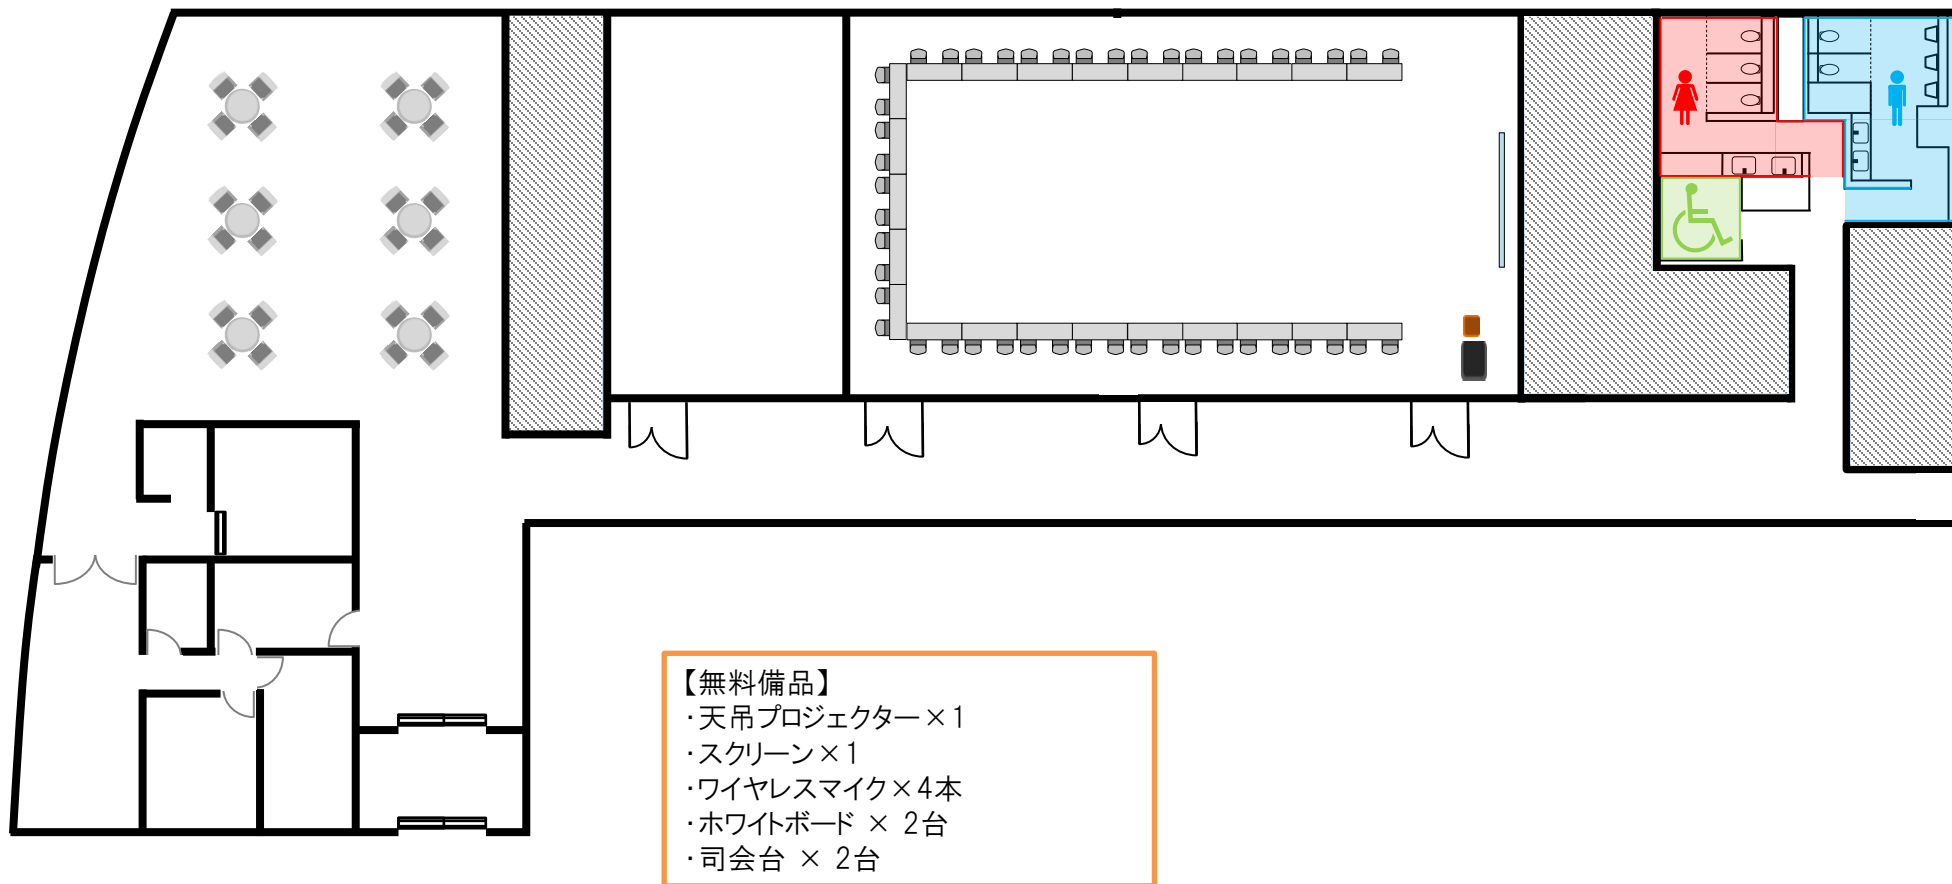 【無料備品】
・天吊プロジェクター×1
・スクリーン×1
・ワイヤレスマイク×4本
・ホワイトボード × 2台
・司会台 × 2台